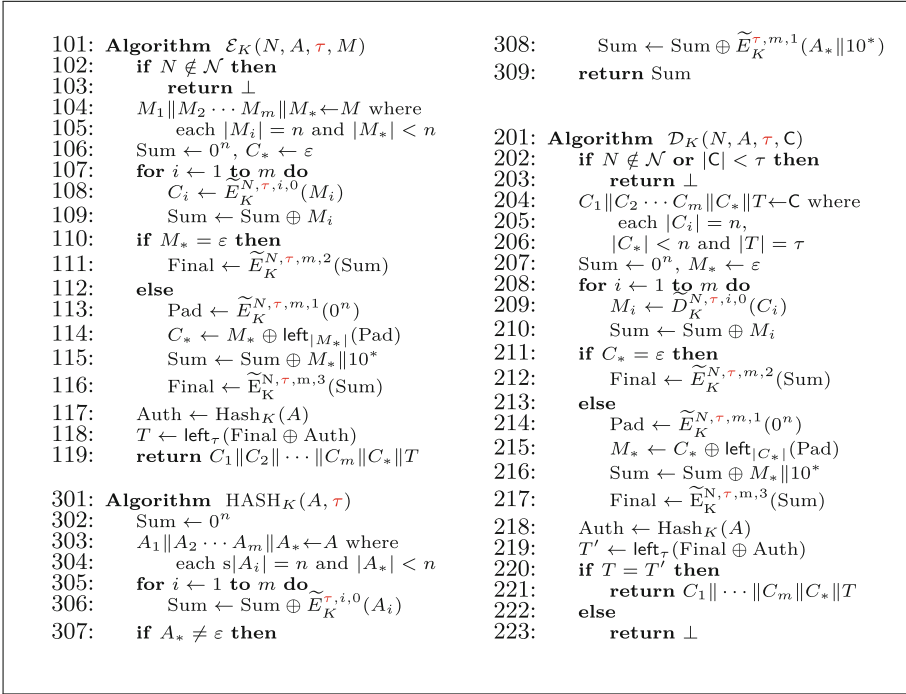 101: Algorithm ℰ_K(N, A, τ, M)
102: if N ∉ 𝒩 then
103: return ⊥
104: M_1‖M_2 ⋯ M_m‖M_*←M where
105: each |M_i| = n and |M_*| < n
106: Sum ← 0^n, C_* ← ε
107: for i ← 1 to m do
108: C_i ← Ẽ_K^{N,τ,i,0}(M_i)
109: Sum ← Sum ⊕ M_i
110: if M_* = ε then
111: Final ← Ẽ_K^{N,τ,m,2}(Sum)
112: else
113: Pad ← Ẽ_K^{N,τ,m,1}(0^n)
114: C_* ← M_* ⊕ left_{|M_*|}(Pad)
115: Sum ← Sum ⊕ M_*‖10^*
116: Final ← Ẽ_K^{N,τ,m,3}(Sum)
117: Auth ← Hash_K(A)
118: T ← left_τ(Final ⊕ Auth)
119: return C_1‖C_2‖ ⋯ ‖C_m‖C_*‖T
301: Algorithm HASH_K(A, τ)
302: Sum ← 0^n
303: A_1‖A_2 ⋯ A_m‖A_*←A where
304: each s|A_i| = n and |A_*| < n
305: for i ← 1 to m do
306: Sum ← Sum ⊕ Ẽ_K^{τ,i,0}(A_i)
307: if A_* ≠ ε then
308: Sum ← Sum ⊕ Ẽ_K^{τ,m,1}(A_*‖10^*)
309: return Sum
201: Algorithm 𝒟_K(N, A, τ, C)
202: if N ∉ 𝒩 or |C| < τ then
203: return ⊥
204: C_1‖C_2 ⋯ C_m‖C_*‖T←C where
205: each |C_i| = n,
206: |C_*| < n and |T| = τ
207: Sum ← 0^n, M_* ← ε
208: for i ← 1 to m do
209: M_i ← D̃_K^{N,τ,i,0}(C_i)
210: Sum ← Sum ⊕ M_i
211: if C_* = ε then
212: Final ← Ẽ_K^{N,τ,m,2}(Sum)
213: else
214: Pad ← Ẽ_K^{N,τ,m,1}(0^n)
215: M_* ← C_* ⊕ left_{|C_*|}(Pad)
216: Sum ← Sum ⊕ M_*‖10^*
217: Final ← Ẽ_K^{N,τ,m,3}(Sum)
218: Auth ← Hash_K(A)
219: T′ ← left_τ(Final ⊕ Auth)
220: if T = T′ then
221: return C_1‖ ⋯ ‖C_m‖C_*‖T
222: else
223: return ⊥